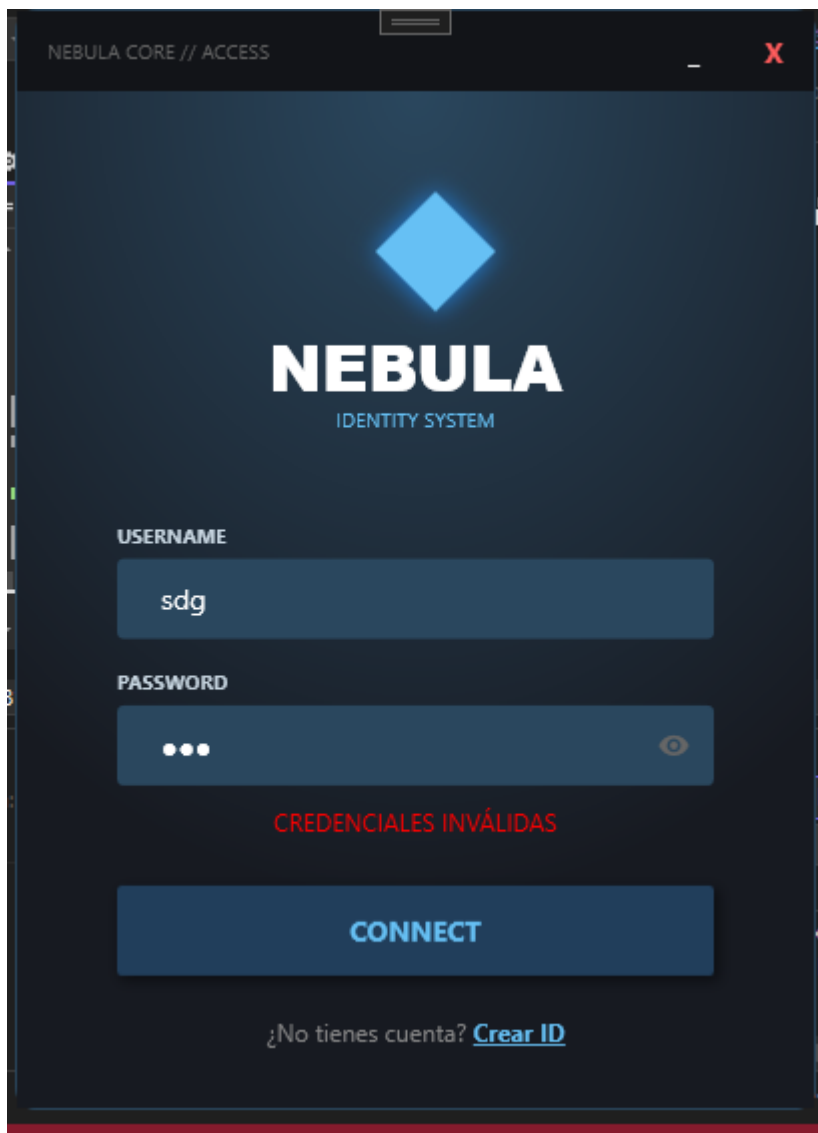 NEBULA CORE // ACCESS
_ X
NEBULA
IDENTITY SYSTEM
USERNAME
sdg
PASSWORD
●●●
CREDENCIALES INVÁLIDAS
CONNECT
¿No tienes cuenta? Crear ID